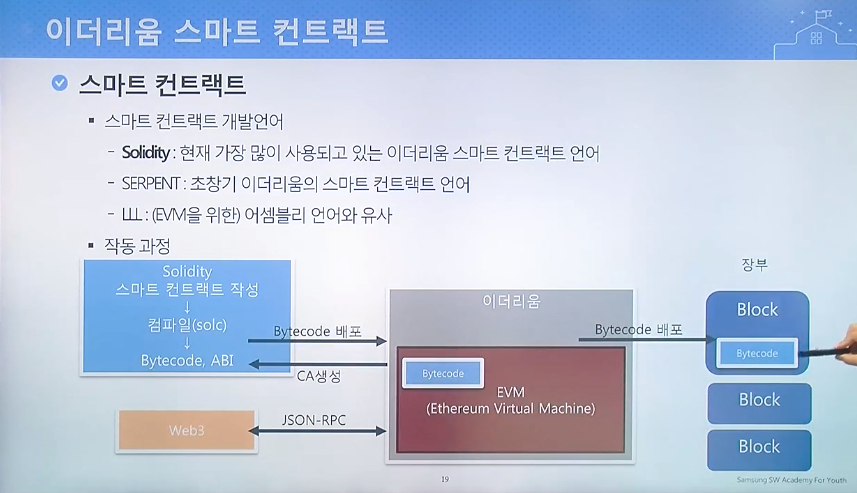 이더리움 스마트 컨트랙트
스마트 컨트랙트
▪ 스마트 컨트랙트 개발언어
- Solidity : 현재 가장 많이 사용되고 있는 이더리움 스마트 컨트랙트 언어
- SERPENT : 초창기 이더리움의 스마트 컨트랙트 언어
- LLL : (EVM을 위한) 어셈블리 언어와 유사
▪ 작동 과정
Solidity
스마트 컨트랙트 작성
↓
컴파일(solc)
↓
Bytecode, ABI
Bytecode 배포
CA생성
Web3
JSON-RPC
이더리움
Bytecode
EVM
(Ethereum Virtual Machine)
Bytecode 배포
장부
Block
Bytecode
Block
Block
19
Samsung SW Academy For Youth